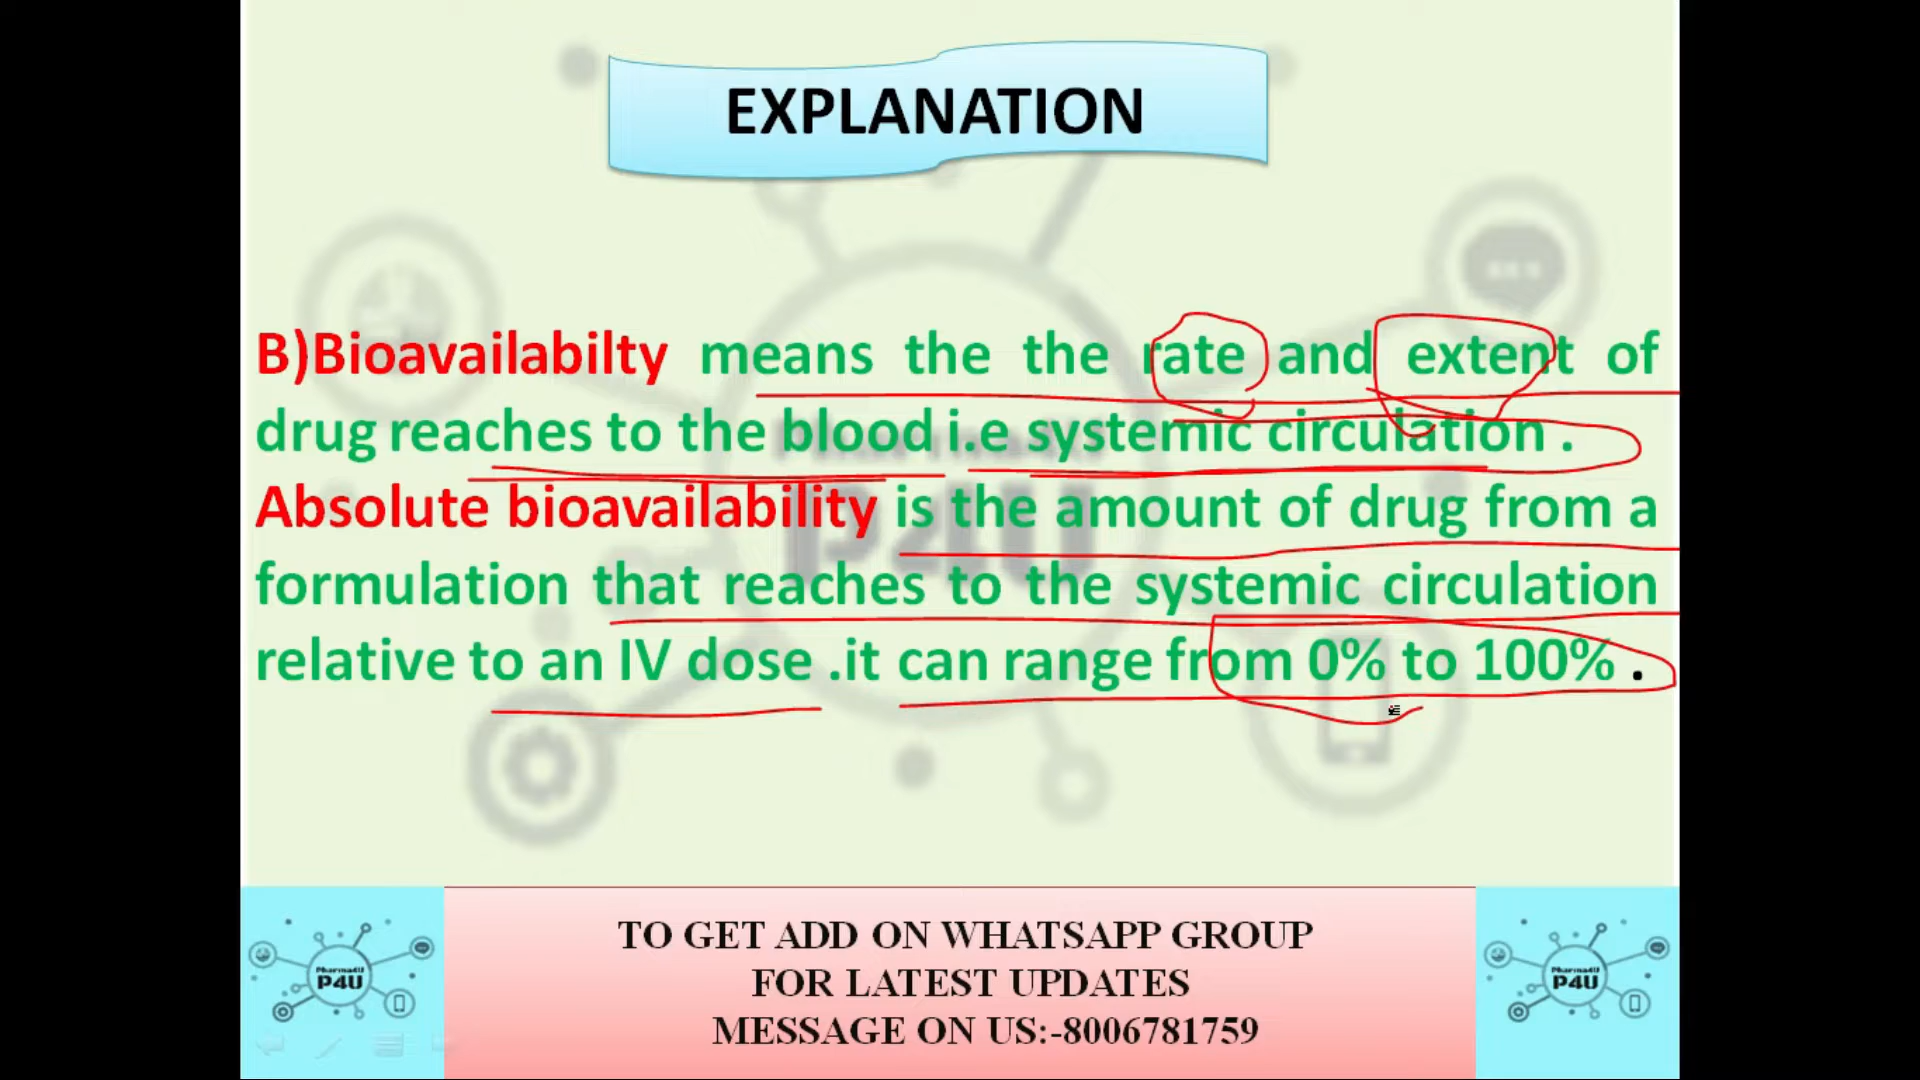 EXPLANATION
B)Bioavailabilty means the the rate and extent of
drug reaches to the blood i.e systemic circulation .
Absolute bioavailability is the amount of drug from a
formulation that reaches to the systemic circulation
relative to an IV dose .it can range from 0% to 100% .
P4U
TO GET ADD ON WHATSAPP GROUP
FOR LATEST UPDATES
MESSAGE ON US:-8006781759
Pharma4U
P4U
Pharma4U
P4U